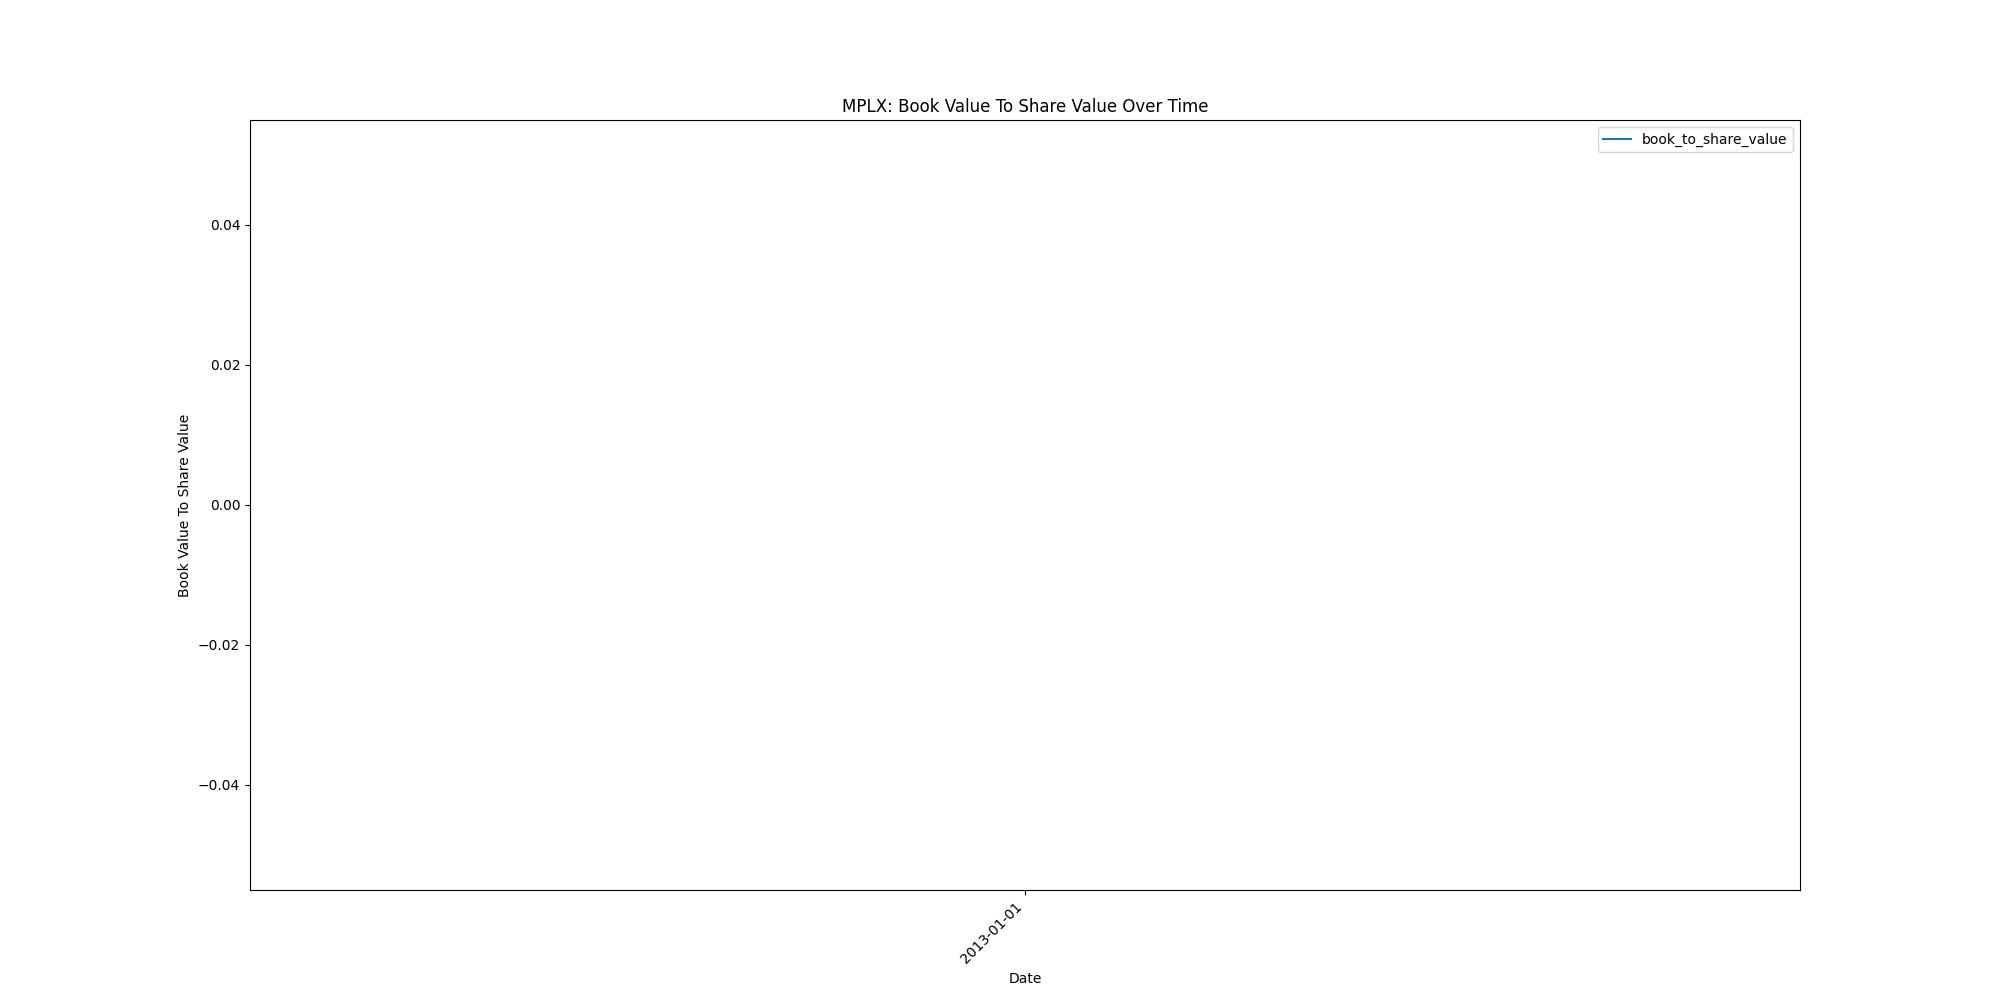 MPLX: Book Value To Share Value Over Time
book_to_share_value
0.04
0.02
0.00
−0.02
−0.04
Book Value To Share Value
2013-01-01
Date